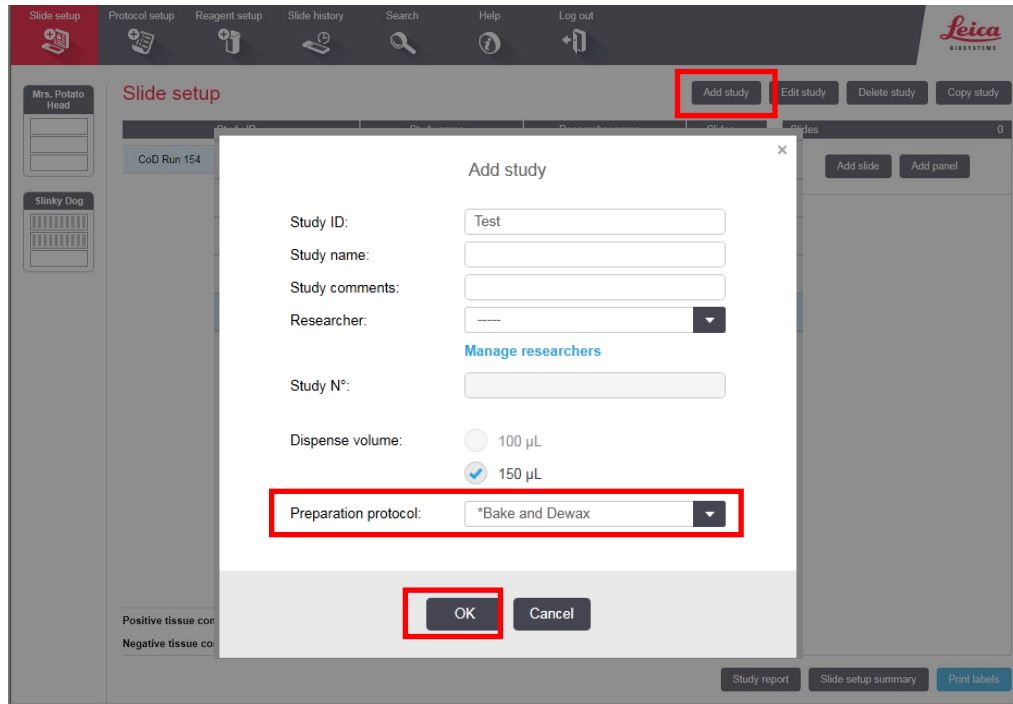 Slide setup Protocol setup Reagent setup Slide history Search Help Log out
Leica
BIOSYSTEMS
Mrs. Potato
Head
Slinky Dog
Slide setup
Add study Edit study Delete study Copy study
Slides
Slides 0
CoD Run 154
Add slide Add panel
Add study
×
Study ID: Test
Study name:
Study comments:
Researcher: -----
Manage researchers
Study N°:
Dispense volume: 100 µL
150 µL
Preparation protocol: *Bake and Dewax
OK Cancel
Positive tissue con
Negative tissue co
Study report Slide setup summary Print labels